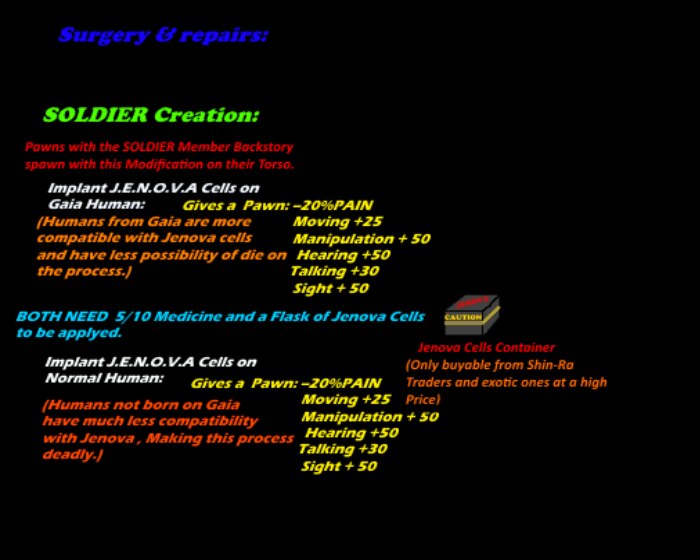 Surgery & repairs:
SOLDIER Creation:
Pawns with the SOLDIER Member Backstory
spawn with this Modification on their Torso.
Implant J.E.N.O.V.A Cells on
Gaia Human:
Gives a Pawn: -20%PAIN
Moving +25
Manipulation + 50
Hearing +50
Talking +30
Sight + 50
(Humans from Gaia are more
compatible with Jenova cells
and have less possibility of die on
the process.)
BOTH NEED 5/10 Medicine and a Flask of Jenova Cells
to be applyed.
CAUTION
Jenova Cells Container
(Only buyable from Shin-Ra
Traders and exotic ones at a high
Price)
Implant J.E.N.O.V.A Cells on
Normal Human:
Gives a Pawn: -20%PAIN
Moving +25
Manipulation + 50
Hearing +50
Talking +30
Sight + 50
(Humans not born on Gaia
have much less compatibility
with Jenova , Making this process
deadly.)